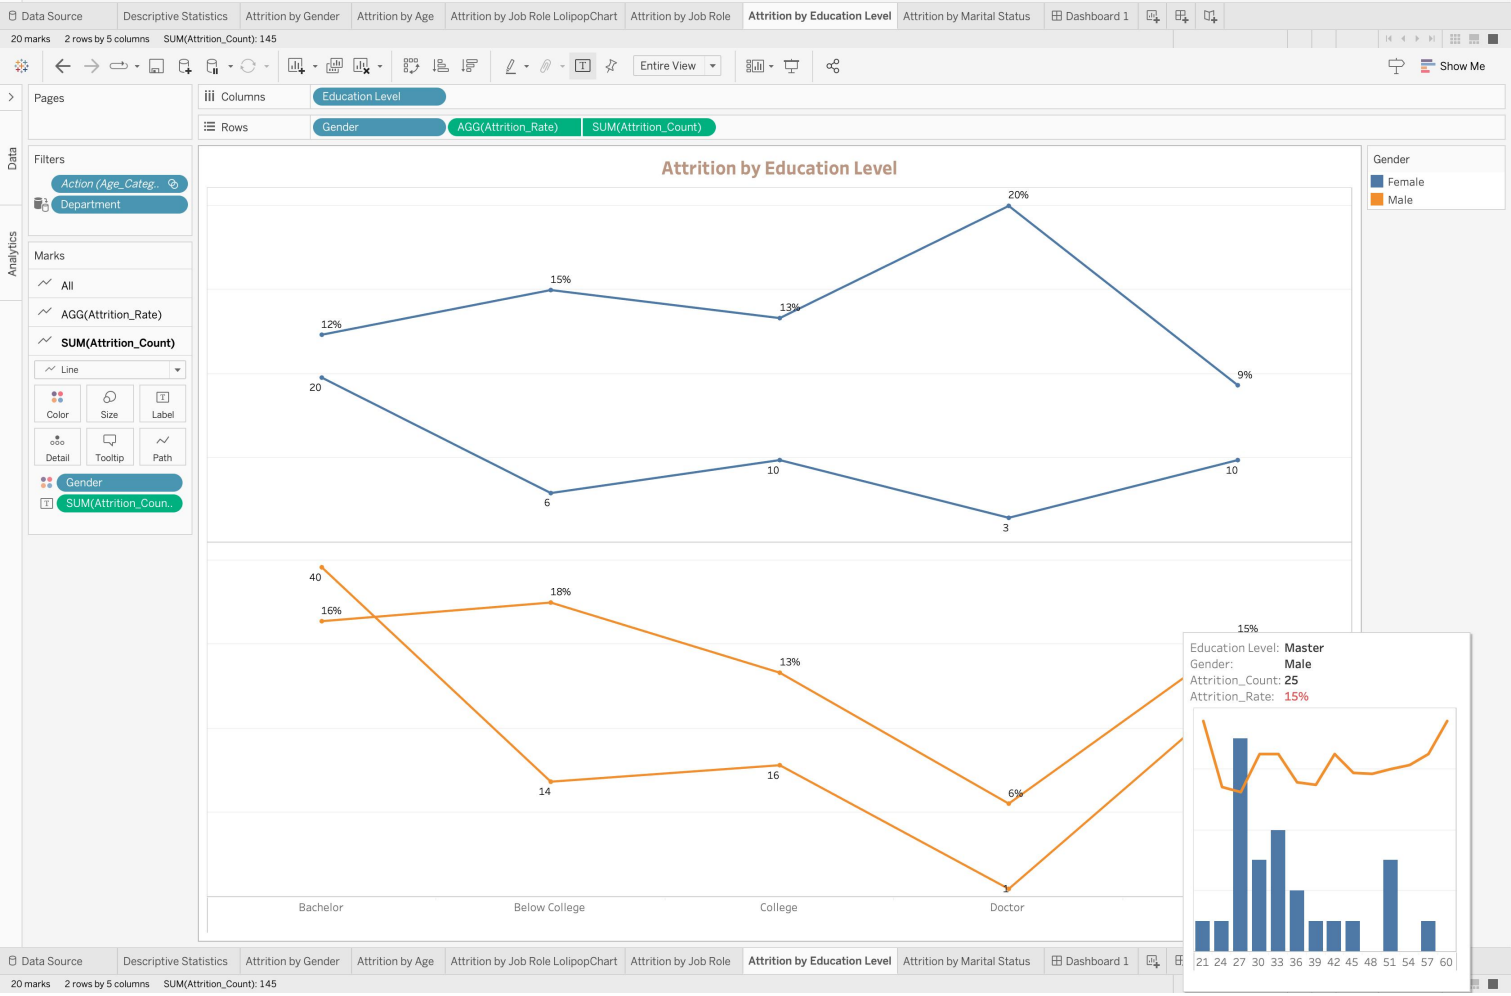 Data Source Descriptive Statistics Attrition by Gender Attrition by Age Attrition by Job Role LolipopChart Attrition by Job Role Attrition by Education Level Attrition by Marital Status Dashboard 1
20 marks 2 rows by 5 columns SUM(Attrition_Count): 145
Entire View Show Me
Pages
Columns Education Level
Rows Gender AGG(Attrition_Rate) SUM(Attrition_Count)
Data
Analytics
Filters
Action (Age_Categ..
Department
Marks
All
AGG(Attrition_Rate)
SUM(Attrition_Count)
Line
Color Size Label
Detail Tooltip Path
Gender
SUM(Attrition_Coun..
Attrition by Education Level
20%
15%
13%
12%
9%
20
10
10
6
3
40
18%
16%
15%
13%
14
16
6%
1
Bachelor Below College College Doctor
Gender
Female
Male
Education Level: Master
Gender: Male
Attrition_Count: 25
Attrition_Rate: 15%
21 24 27 30 33 36 39 42 45 48 51 54 57 60
Data Source Descriptive Statistics Attrition by Gender Attrition by Age Attrition by Job Role LolipopChart Attrition by Job Role Attrition by Education Level Attrition by Marital Status Dashboard 1
20 marks 2 rows by 5 columns SUM(Attrition_Count): 145